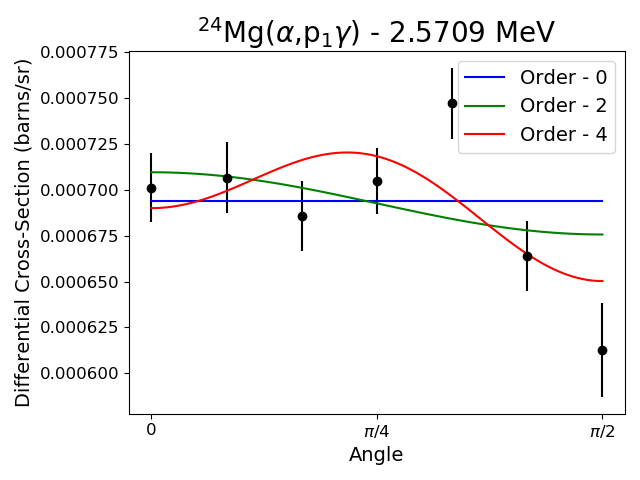 ²⁴Mg(α,p₁γ) - 2.5709 MeV
Differential Cross-Section (barns/sr)
0.000775
0.000750
0.000725
0.000700
0.000675
0.000650
0.000625
0.000600
Order - 0
Order - 2
Order - 4
0 π/4 π/2
Angle